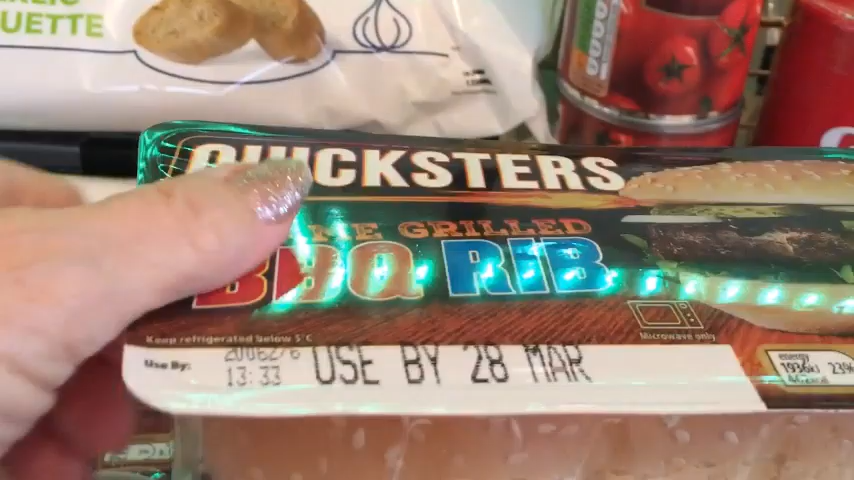 UETTE
QUICKSTERS
GRILLED
BBQ RIB
Keep refrigerated below 5°C
Microwave only
Use By:
13:33
USE BY 28 MAR
energy